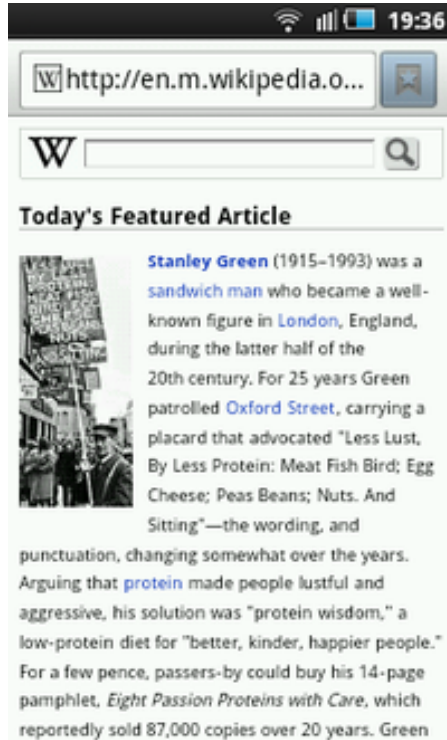 19:36
W http://en.m.wikipedia.o...
W
Today's Featured Article
Stanley Green (1915–1993) was a
sandwich man who became a well-
known figure in London, England,
during the latter half of the
20th century. For 25 years Green
patrolled Oxford Street, carrying a
placard that advocated "Less Lust,
By Less Protein: Meat Fish Bird; Egg
Cheese; Peas Beans; Nuts. And
Sitting"—the wording, and
punctuation, changing somewhat over the years.
Arguing that protein made people lustful and
aggressive, his solution was "protein wisdom," a
low-protein diet for "better, kinder, happier people."
For a few pence, passers-by could buy his 14-page
pamphlet, Eight Passion Proteins with Care, which
reportedly sold 87,000 copies over 20 years. Green